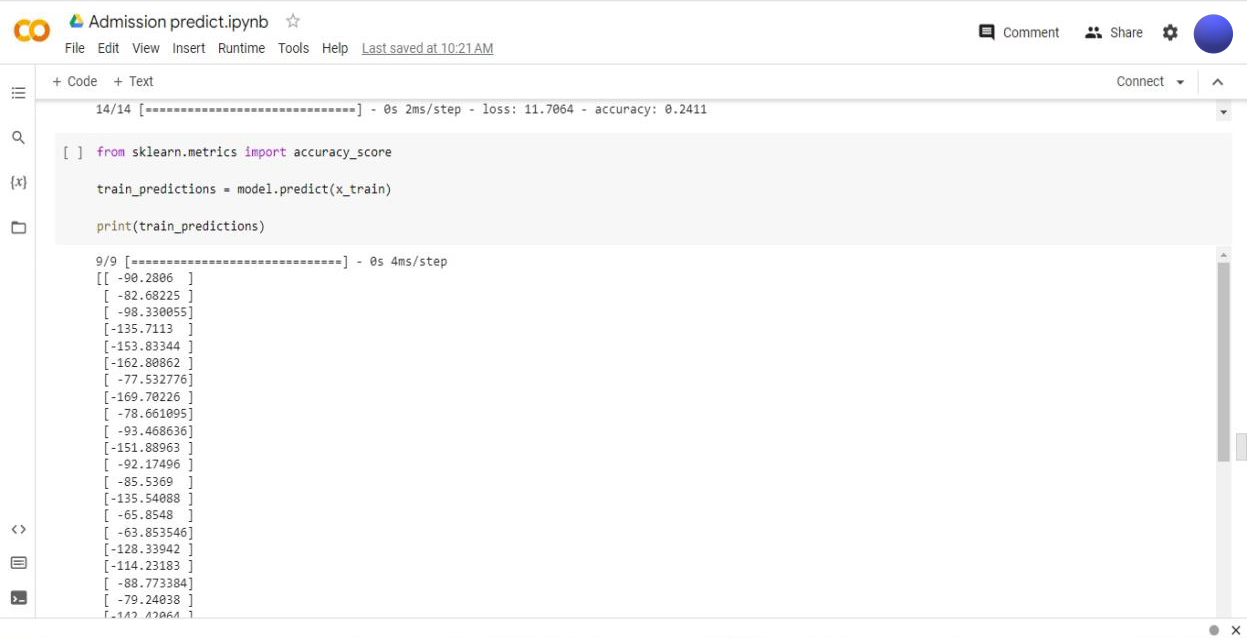 Admission predict.ipynb
Comment
Share
File Edit View Insert Runtime Tools Help Last saved at 10:21 AM
+ Code + Text
Connect
14/14 [==============================] - 0s 2ms/step - loss: 11.7064 - accuracy: 0.2411
[ ] from sklearn.metrics import accuracy_score
{x}
train_predictions = model.predict(x_train)
print(train_predictions)
9/9 [==============================] - 0s 4ms/step
[[ -90.2806  ]
[ -82.68225 ]
[ -98.330055]
[-135.7113  ]
[-153.83344 ]
[-162.80862 ]
[ -77.532776]
[-169.70226 ]
[ -78.661095]
[ -93.468636]
[-151.88963 ]
[ -92.17496 ]
[ -85.5369  ]
[-135.54088 ]
[ -65.8548  ]
[ -63.853546]
[-128.33942 ]
[-114.23183 ]
[ -88.773384]
[ -79.24038 ]
[-142.42064 ]